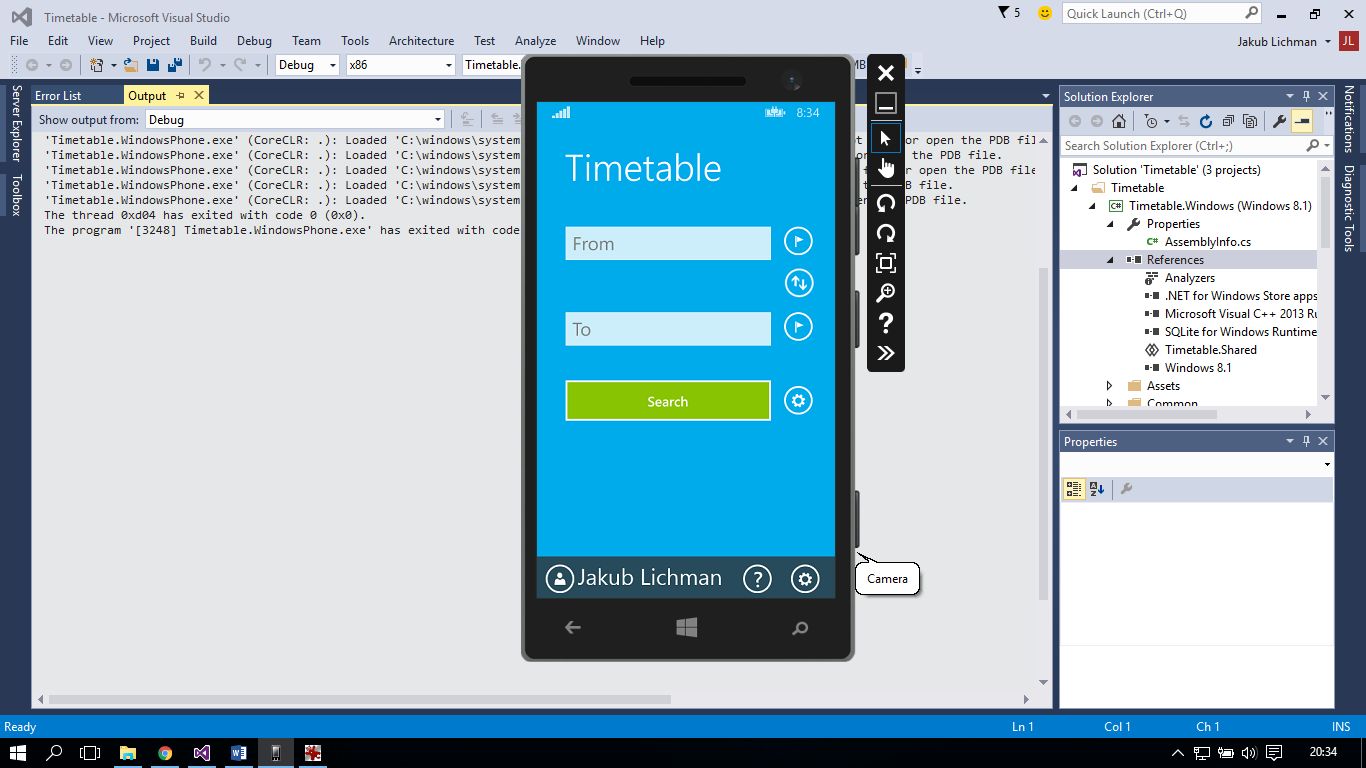 Timetable - Microsoft Visual Studio
5
Quick Launch (Ctrl+Q)
File Edit View Project Build Debug Team Tools Architecture Test Analyze Window Help
Jakub Lichman JL
Debug x86 Timetable. MB
Server Explorer
Toolbox
Error List Output
Show output from: Debug
'Timetable.WindowsPhone.exe' (CoreCLR: .): Loaded 'C:\windows\system or open the PDB fil
'Timetable.WindowsPhone.exe' (CoreCLR: .): Loaded 'C:\windows\system the PDB file.
'Timetable.WindowsPhone.exe' (CoreCLR: .): Loaded 'C:\windows\system or open the PDB file
'Timetable.WindowsPhone.exe' (CoreCLR: .): Loaded 'C:\windows\system PDB file.
'Timetable.WindowsPhone.exe' (CoreCLR: .): Loaded 'C:\windows\system PDB file.
The thread 0xd04 has exited with code 0 (0x0).
The program '[3248] Timetable.WindowsPhone.exe' has exited with code
8:34
Timetable
From
To
Search
Jakub Lichman ?
?
Camera
Solution Explorer
Search Solution Explorer (Ctrl+;)
Solution 'Timetable' (3 projects)
Timetable
C# Timetable.Windows (Windows 8.1)
Properties
C# AssemblyInfo.cs
References
Analyzers
.NET for Windows Store apps
Microsoft Visual C++ 2013 Ru
SQLite for Windows Runtime
Timetable.Shared
Windows 8.1
Assets
Common
Properties
Notifications
Diagnostic Tools
Ready Ln 1 Col 1 Ch 1 INS
20:34